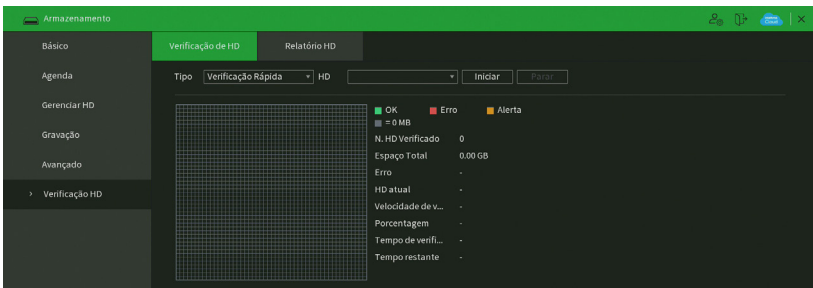 Armazenamento
Básico
Agenda
Gerenciar HD
Gravação
Avançado
Verificação HD
Verificação de HD Relatório HD
Tipo Verificação Rápida HD Iniciar Parar
OK Erro Alerta
= 0 MB
N. HD Verificado 0
Espaço Total 0.00 GB
Erro -
HD atual -
Velocidade de v... -
Porcentagem -
Tempo de verifi... -
Tempo restante -